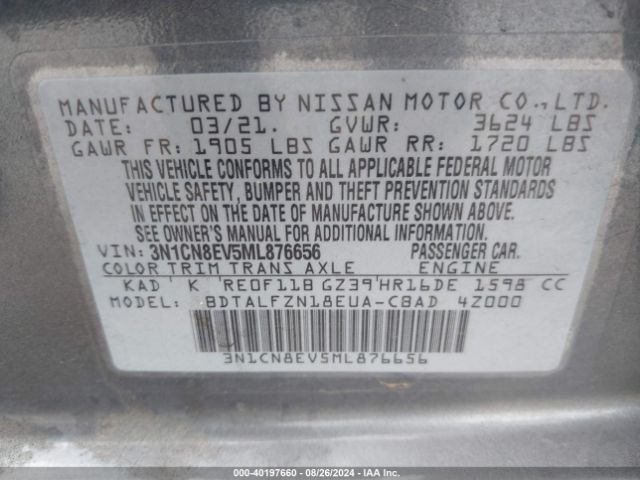 MANUFACTURED BY NISSAN MOTOR CO., LTD.
DATE: 03/21. GVWR: 3624 LBS
GAWR FR: 1905 LBS GAWR RR: 1720 LBS
THIS VEHICLE CONFORMS TO ALL APPLICABLE FEDERAL MOTOR
VEHICLE SAFETY, BUMPER AND THEFT PREVENTION STANDARDS
IN EFFECT ON THE DATE OF MANUFACTURE SHOWN ABOVE.
SEE OWNER'S MANUAL FOR ADDITIONAL INFORMATION.
VIN: 3N1CN8EV5ML876656 PASSENGER CAR.
COLOR TRIM TRANS AXLE ENGINE
KAD K RE0F11B GZ39 HR16DE 1598 CC
MDL: BDTALFZN18EUA-C8AD 4Z000
3N1CN8EV5ML876656
000-40197660 - 08/26/2024 - IAA Inc.